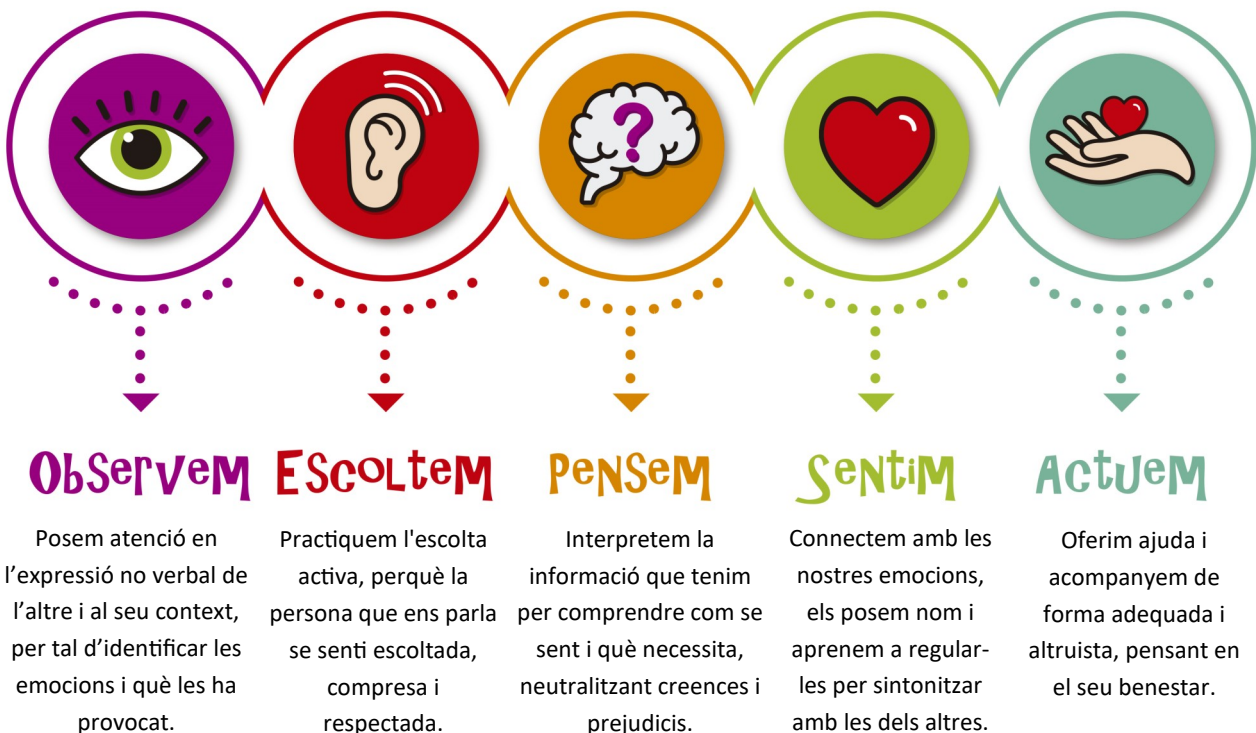 Observem
Posem atenció en
l’expressió no verbal de
l’altre i al seu context,
per tal d’identificar les
emocions i què les ha
provocat.
Escoltem
Practiquem l'escolta
activa, perquè la
persona que ens parla
se senti escoltada,
compresa i
respectada.
Pensem
Interpretem la
informació que tenim
per comprendre com se
sent i què necessita,
neutralitzant creences i
prejudicis.
Sentim
Connectem amb les
nostres emocions,
els posem nom i
aprenem a regular-
les per sintonitzar
amb les dels altres.
Actuem
Oferim ajuda i
acompanyem de
forma adequada i
altruista, pensant en
el seu benestar.